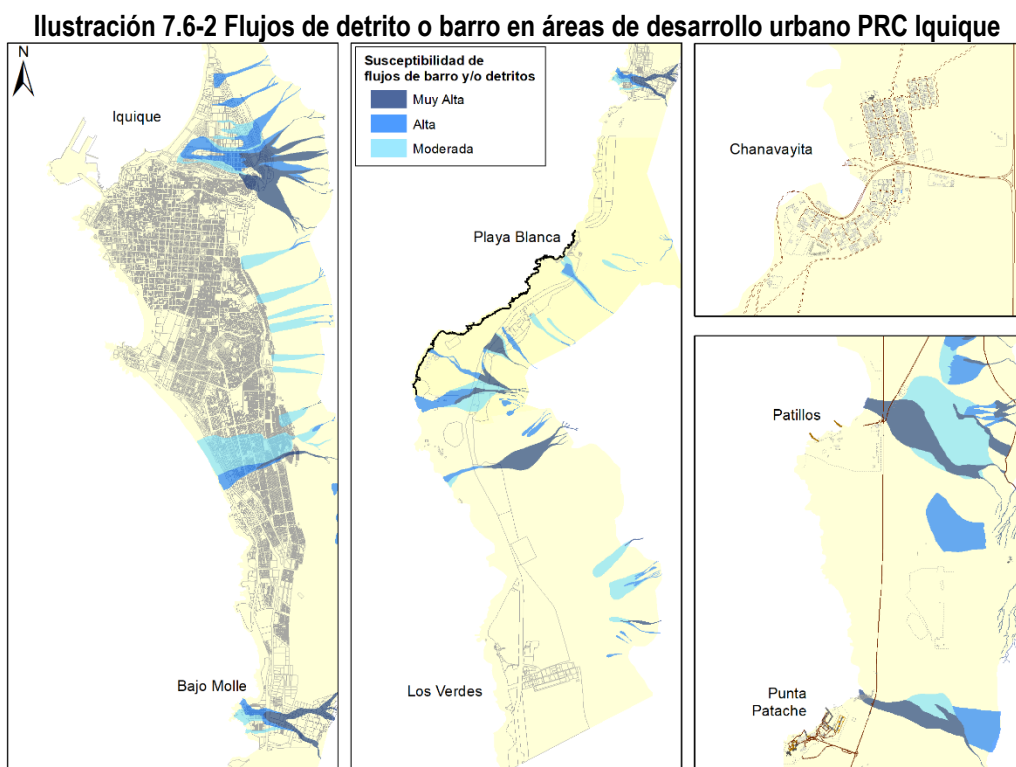 Ilustración 7.6-2 Flujos de detrito o barro en áreas de desarrollo urbano PRC Iquique
N
Iquique
Bajo Molle
Susceptibilidad de
flujos de barro y/o detritos
Muy Alta
Alta
Moderada
Playa Blanca
Los Verdes
Chanavayita
Patillos
Punta
Patache